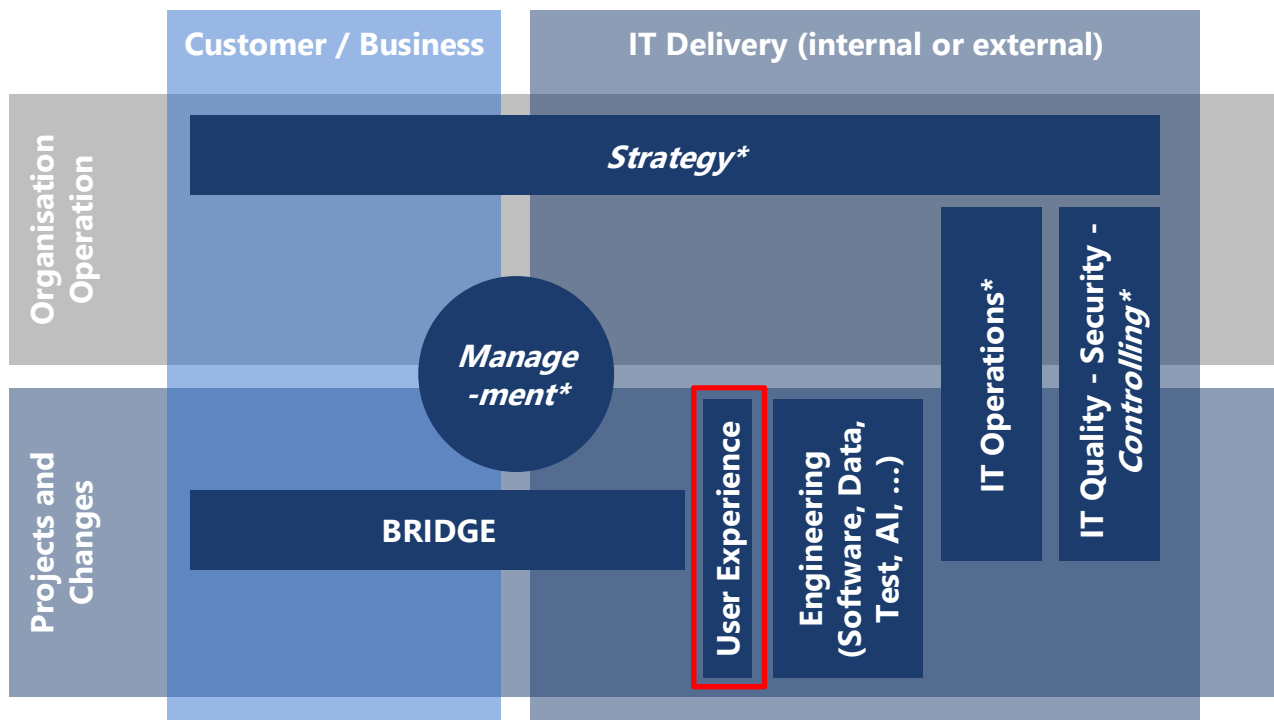 Customer / Business
IT Delivery (internal or external)
Organisation
Operation
Strategy*
Manage
-ment*
IT Operations*
IT Quality - Security -
Controlling*
Projects and
Changes
BRIDGE
User Experience
Engineering
(Software, Data,
Test, AI, ...)